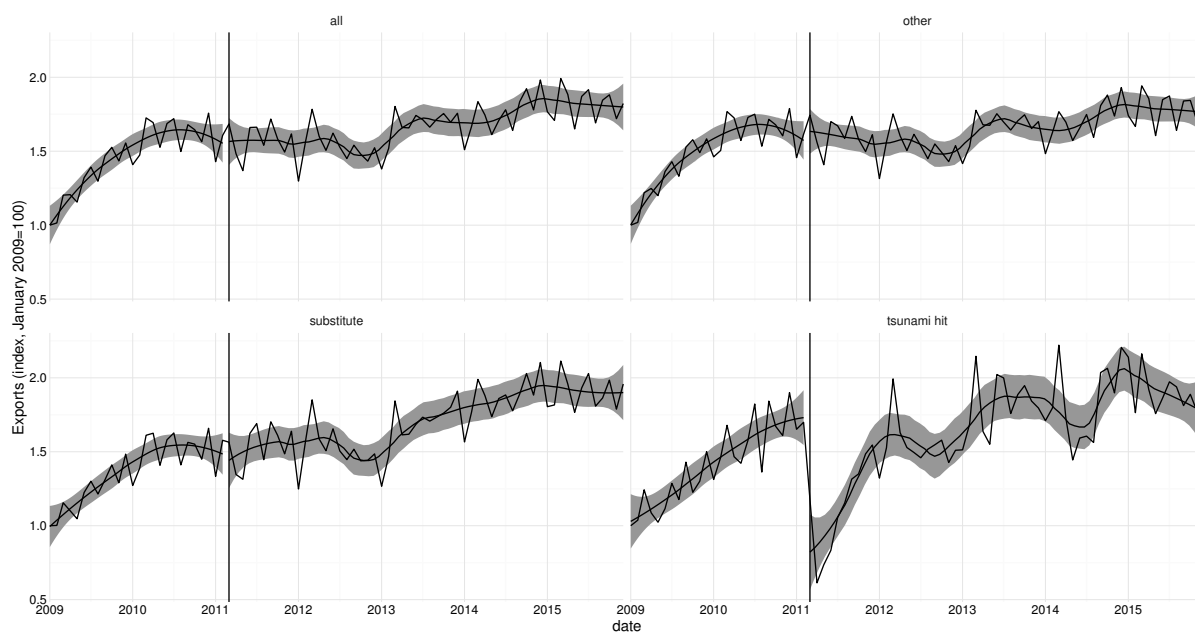 all other
2.0
1.5
1.0
0.5
substitute tsunami hit
2.0
1.5
1.0
0.5
Exports (index, January 2009=100)
2009 2010 2011 2012 2013 2014 2015 2009 2010 2011 2012 2013 2014 2015
date